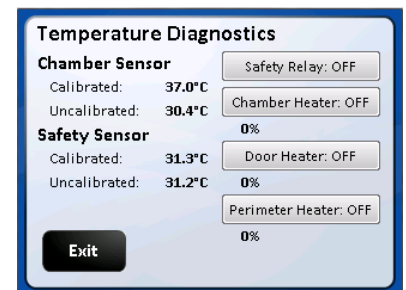 Temperature Diagnostics
Chamber Sensor
Calibrated: 37.0°C
Uncalibrated: 30.4°C
Safety Sensor
Calibrated: 31.3°C
Uncalibrated: 31.2°C
Safety Relay: OFF
Chamber Heater: OFF
0%
Door Heater: OFF
0%
Perimeter Heater: OFF
0%
Exit